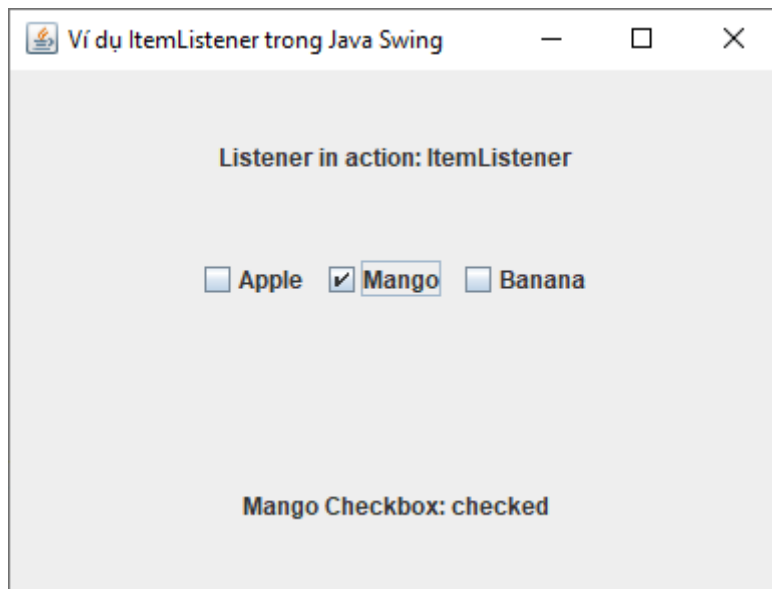 Ví dụ ItemListener trong Java Swing
Listener in action: ItemListener
Apple Mango Banana
Mango Checkbox: checked